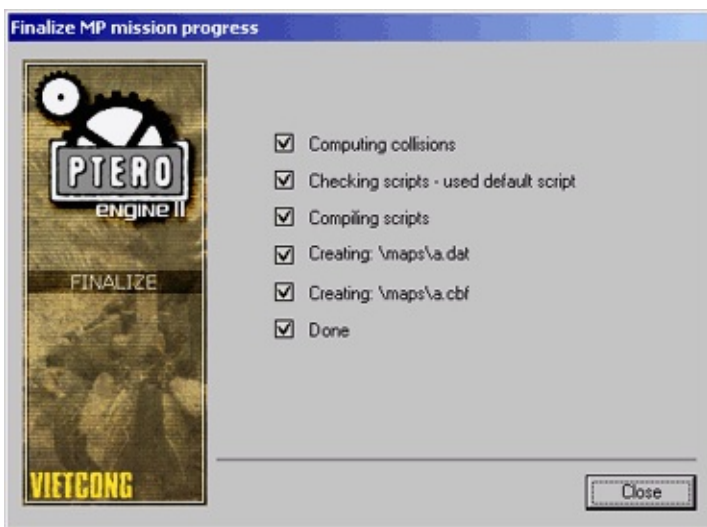 Finalize MP mission progress
PTERO
engine II
FINALIZE
VIETCONG
Computing collisions
Checking scripts - used default script
Compiling scripts
Creating: \maps\a.dat
Creating: \maps\a.cbf
Done
Close